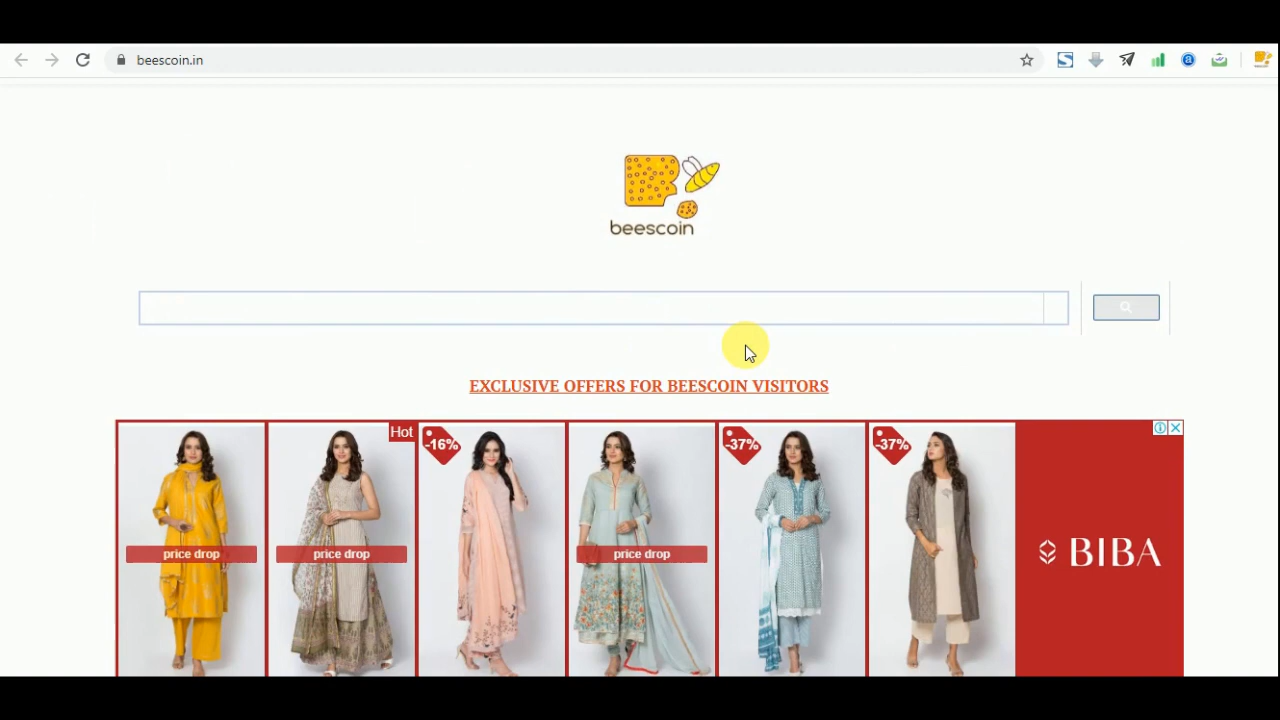 beescoin.in
beescoin
EXCLUSIVE OFFERS FOR BEESCOIN VISITORS
Hot
-16%
-37%
-37%
price drop
price drop
price drop
BIBA